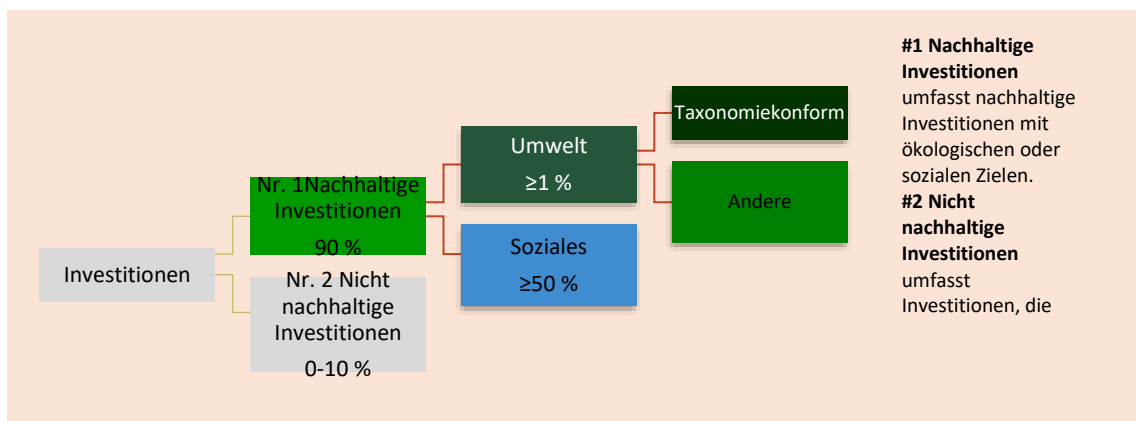 Investitionen
Nr. 1Nachhaltige
Investitionen
90 %
Nr. 2 Nicht
nachhaltige
Investitionen
0-10 %
Umwelt
≥1 %
Soziales
≥50 %
Taxonomiekonform
Andere
#1 Nachhaltige
Investitionen
umfasst nachhaltige
Investitionen mit
ökologischen oder
sozialen Zielen.
#2 Nicht
nachhaltige
Investitionen
umfasst
Investitionen, die